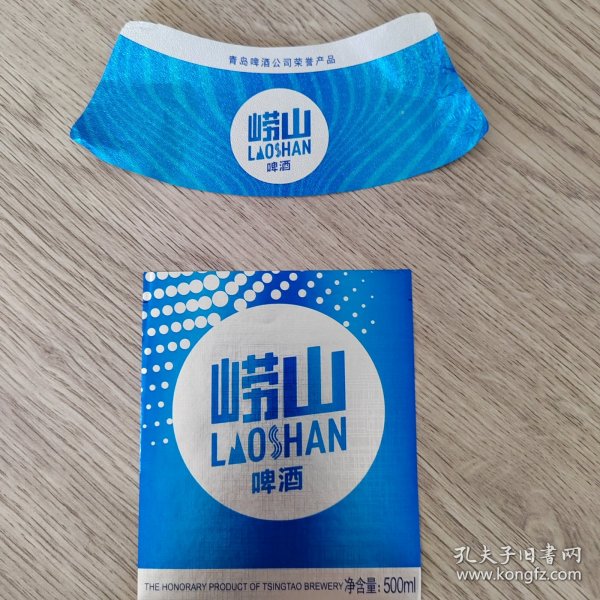 青岛啤酒公司荣誉产品
崂山
LAOSHAN
啤酒
崂山
LAOSHAN
啤酒
THE HONORARY PRODUCT OF TSINGTAO BREWERY 净含量:500ml
孔夫子旧书网
www.kongfz.com